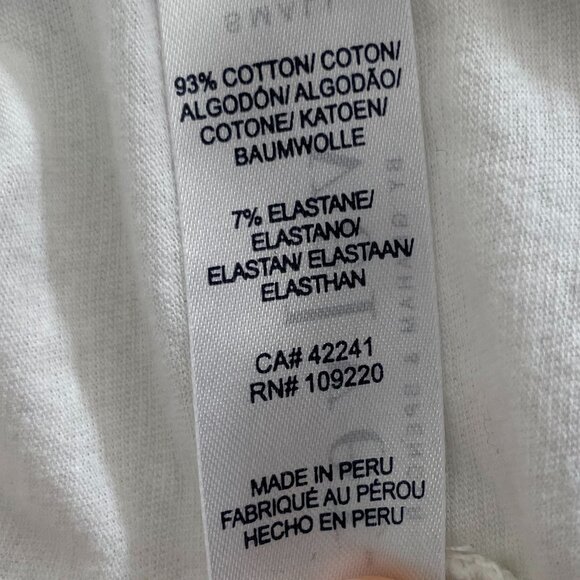 93% COTTON/ COTON/
ALGODÓN/ ALGODÃO/
COTONE/ KATOEN/
BAUMWOLLE
7% ELASTANE/
ELASTANO/
ELASTAN/ ELASTAAN/
ELASTHAN
CA# 42241
RN# 109220
MADE IN PERU
FABRIQUÉ AU PÉROU
HECHO EN PERU